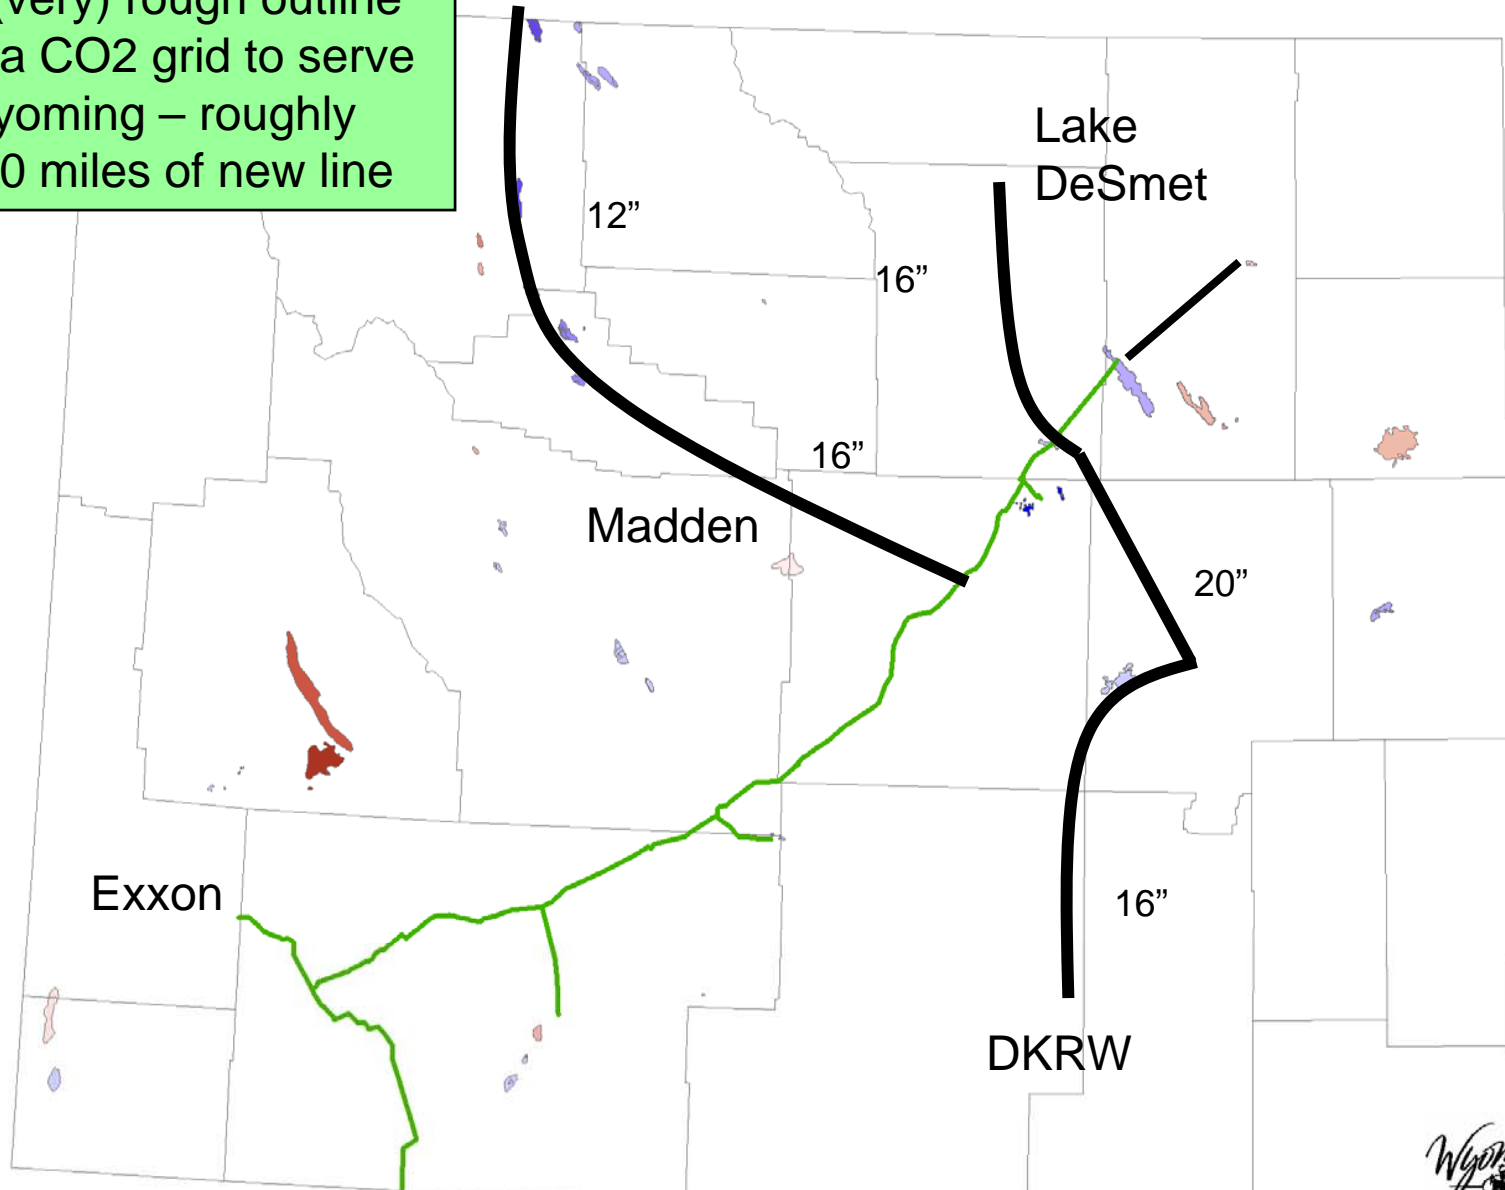 (very) rough outline
a CO2 grid to serve
yoming – roughly
0 miles of new line
Lake
DeSmet
12”
16”
16”
Madden
20”
Exxon
16”
DKRW